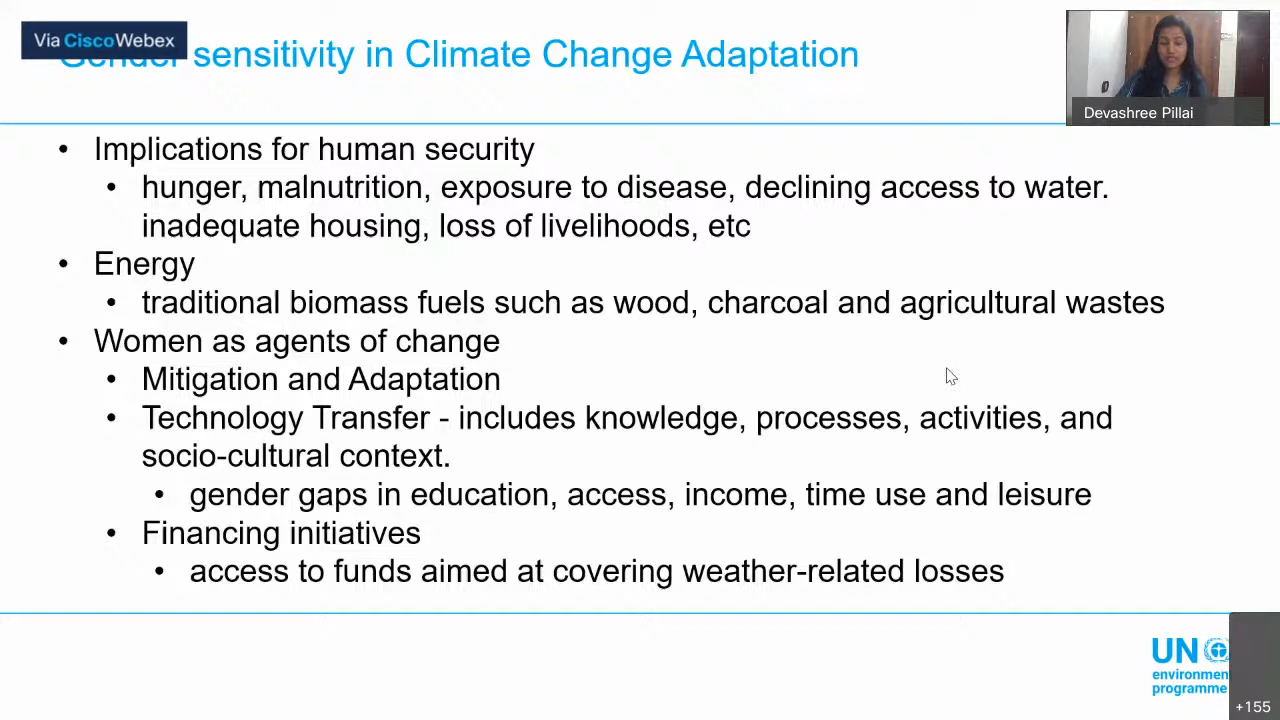 Via Cisco Webex
Gender sensitivity in Climate Change Adaptation
Devashree Pillai
• Implications for human security
• hunger, malnutrition, exposure to disease, declining access to water.
inadequate housing, loss of livelihoods, etc
• Energy
• traditional biomass fuels such as wood, charcoal and agricultural wastes
• Women as agents of change
• Mitigation and Adaptation
• Technology Transfer - includes knowledge, processes, activities, and
socio-cultural context.
• gender gaps in education, access, income, time use and leisure
• Financing initiatives
• access to funds aimed at covering weather-related losses
UN
environmen
programme
+155